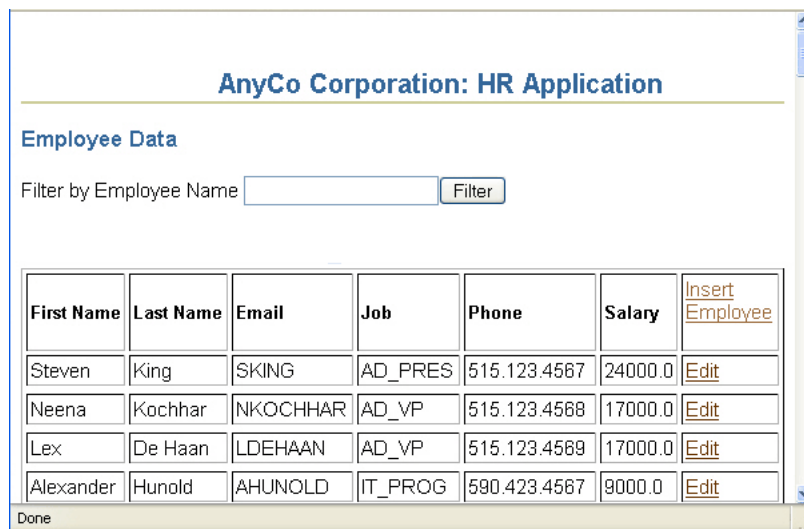 AnyCo Corporation: HR Application
Employee Data
Filter by Employee Name Filter
First Name Last Name Email Job Phone Salary Insert Employee
Steven King SKING AD_PRES 515.123.4567 24000.0 Edit
Neena Kochhar NKOCHHAR AD_VP 515.123.4568 17000.0 Edit
Lex De Haan LDEHAAN AD_VP 515.123.4569 17000.0 Edit
Alexander Hunold AHUNOLD IT_PROG 590.423.4567 9000.0 Edit
Done